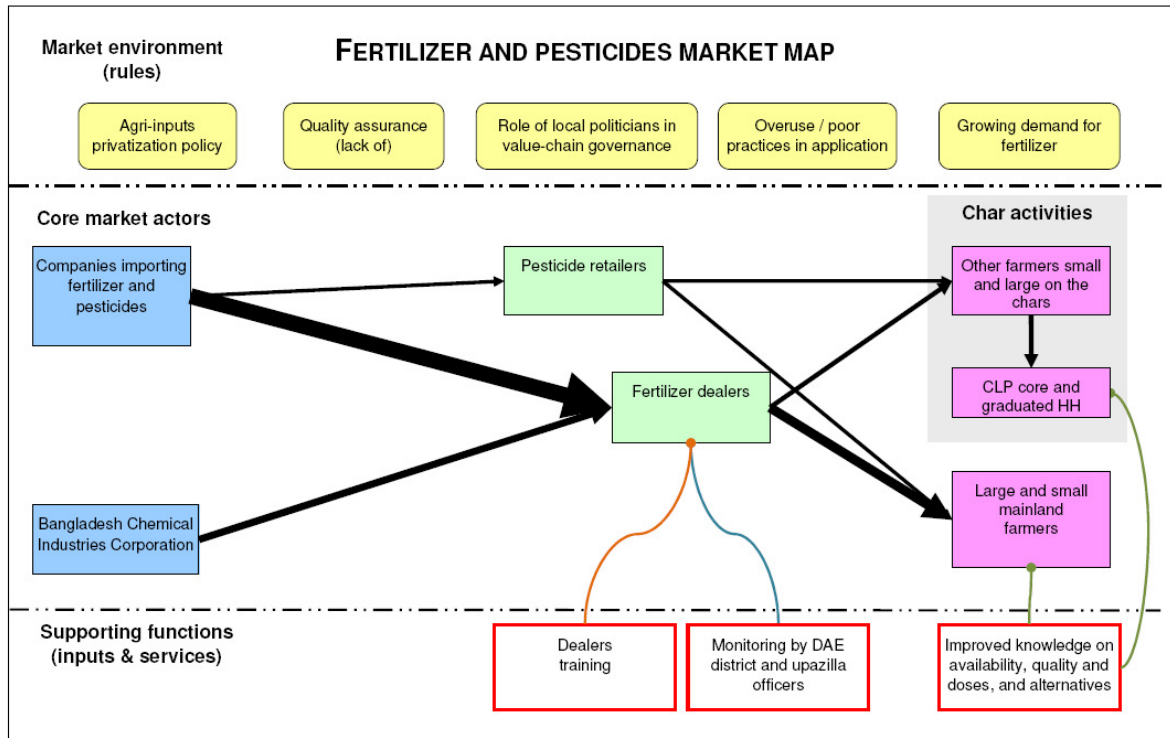 Market environment
(rules)
FERTILIZER AND PESTICIDES MARKET MAP
Agri-inputs
privatization policy
Quality assurance
(lack of)
Role of local politicians in
value-chain governance
Overuse / poor
practices in application
Growing demand for
fertilizer
Core market actors
Char activities
Companies importing
fertilizer and
pesticides
Pesticide retailers
Other farmers small
and large on the
chars
Fertilizer dealers
CLP core and
graduated HH
Bangladesh Chemical
Industries Corporation
Large and small
mainland
farmers
Supporting functions
(inputs & services)
Dealers
training
Monitoring by DAE
district and upazilla
officers
Improved knowledge on
availability, quality and
doses, and alternatives